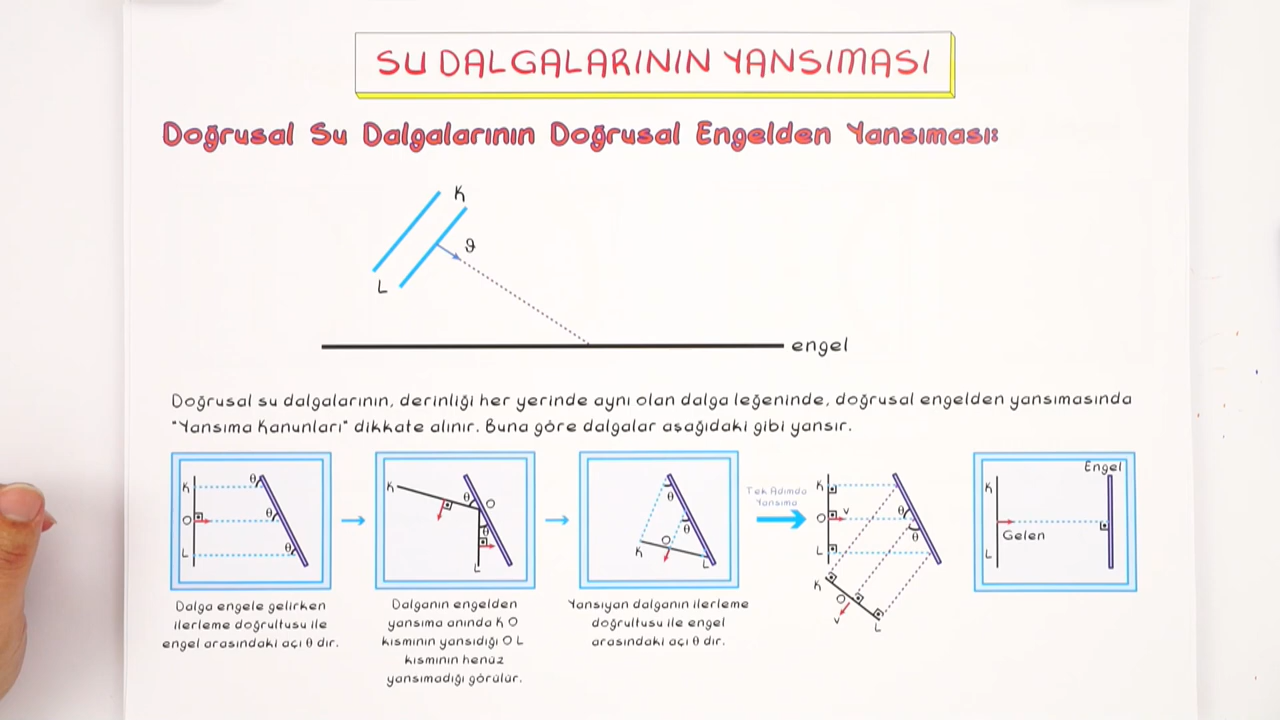 SU DALGALARININ YANSIMASI
Doğrusal Su Dalgalarının Doğrusal Engelden Yansıması:
K
ϑ
L
engel
Doğrusal su dalgalarının, derinliği her yerinde aynı olan dalga leğeninde, doğrusal engelden yansımasında
"Yansıma Kanunları" dikkate alınır. Buna göre dalgalar aşağıdaki gibi yansır.
K
θ
O
θ
L
θ
Dalga engele gelirken
ilerleme doğrultusu ile
engel arasındaki açı θ dir.
K
θ
O
θ
L
Dalganın engelden
yansıma anında K O
kısmının yansıdığı O L
kısmının henüz
yansımadığı görülür.
θ
θ
O
K
L
Yansıyan dalganın ilerleme
doğrultusu ile engel
arasındaki açı θ dir.
Tek Adımda
Yansıma
K
O
v
θ
θ
L
K
O
v
L
Engel
K
Gelen
L